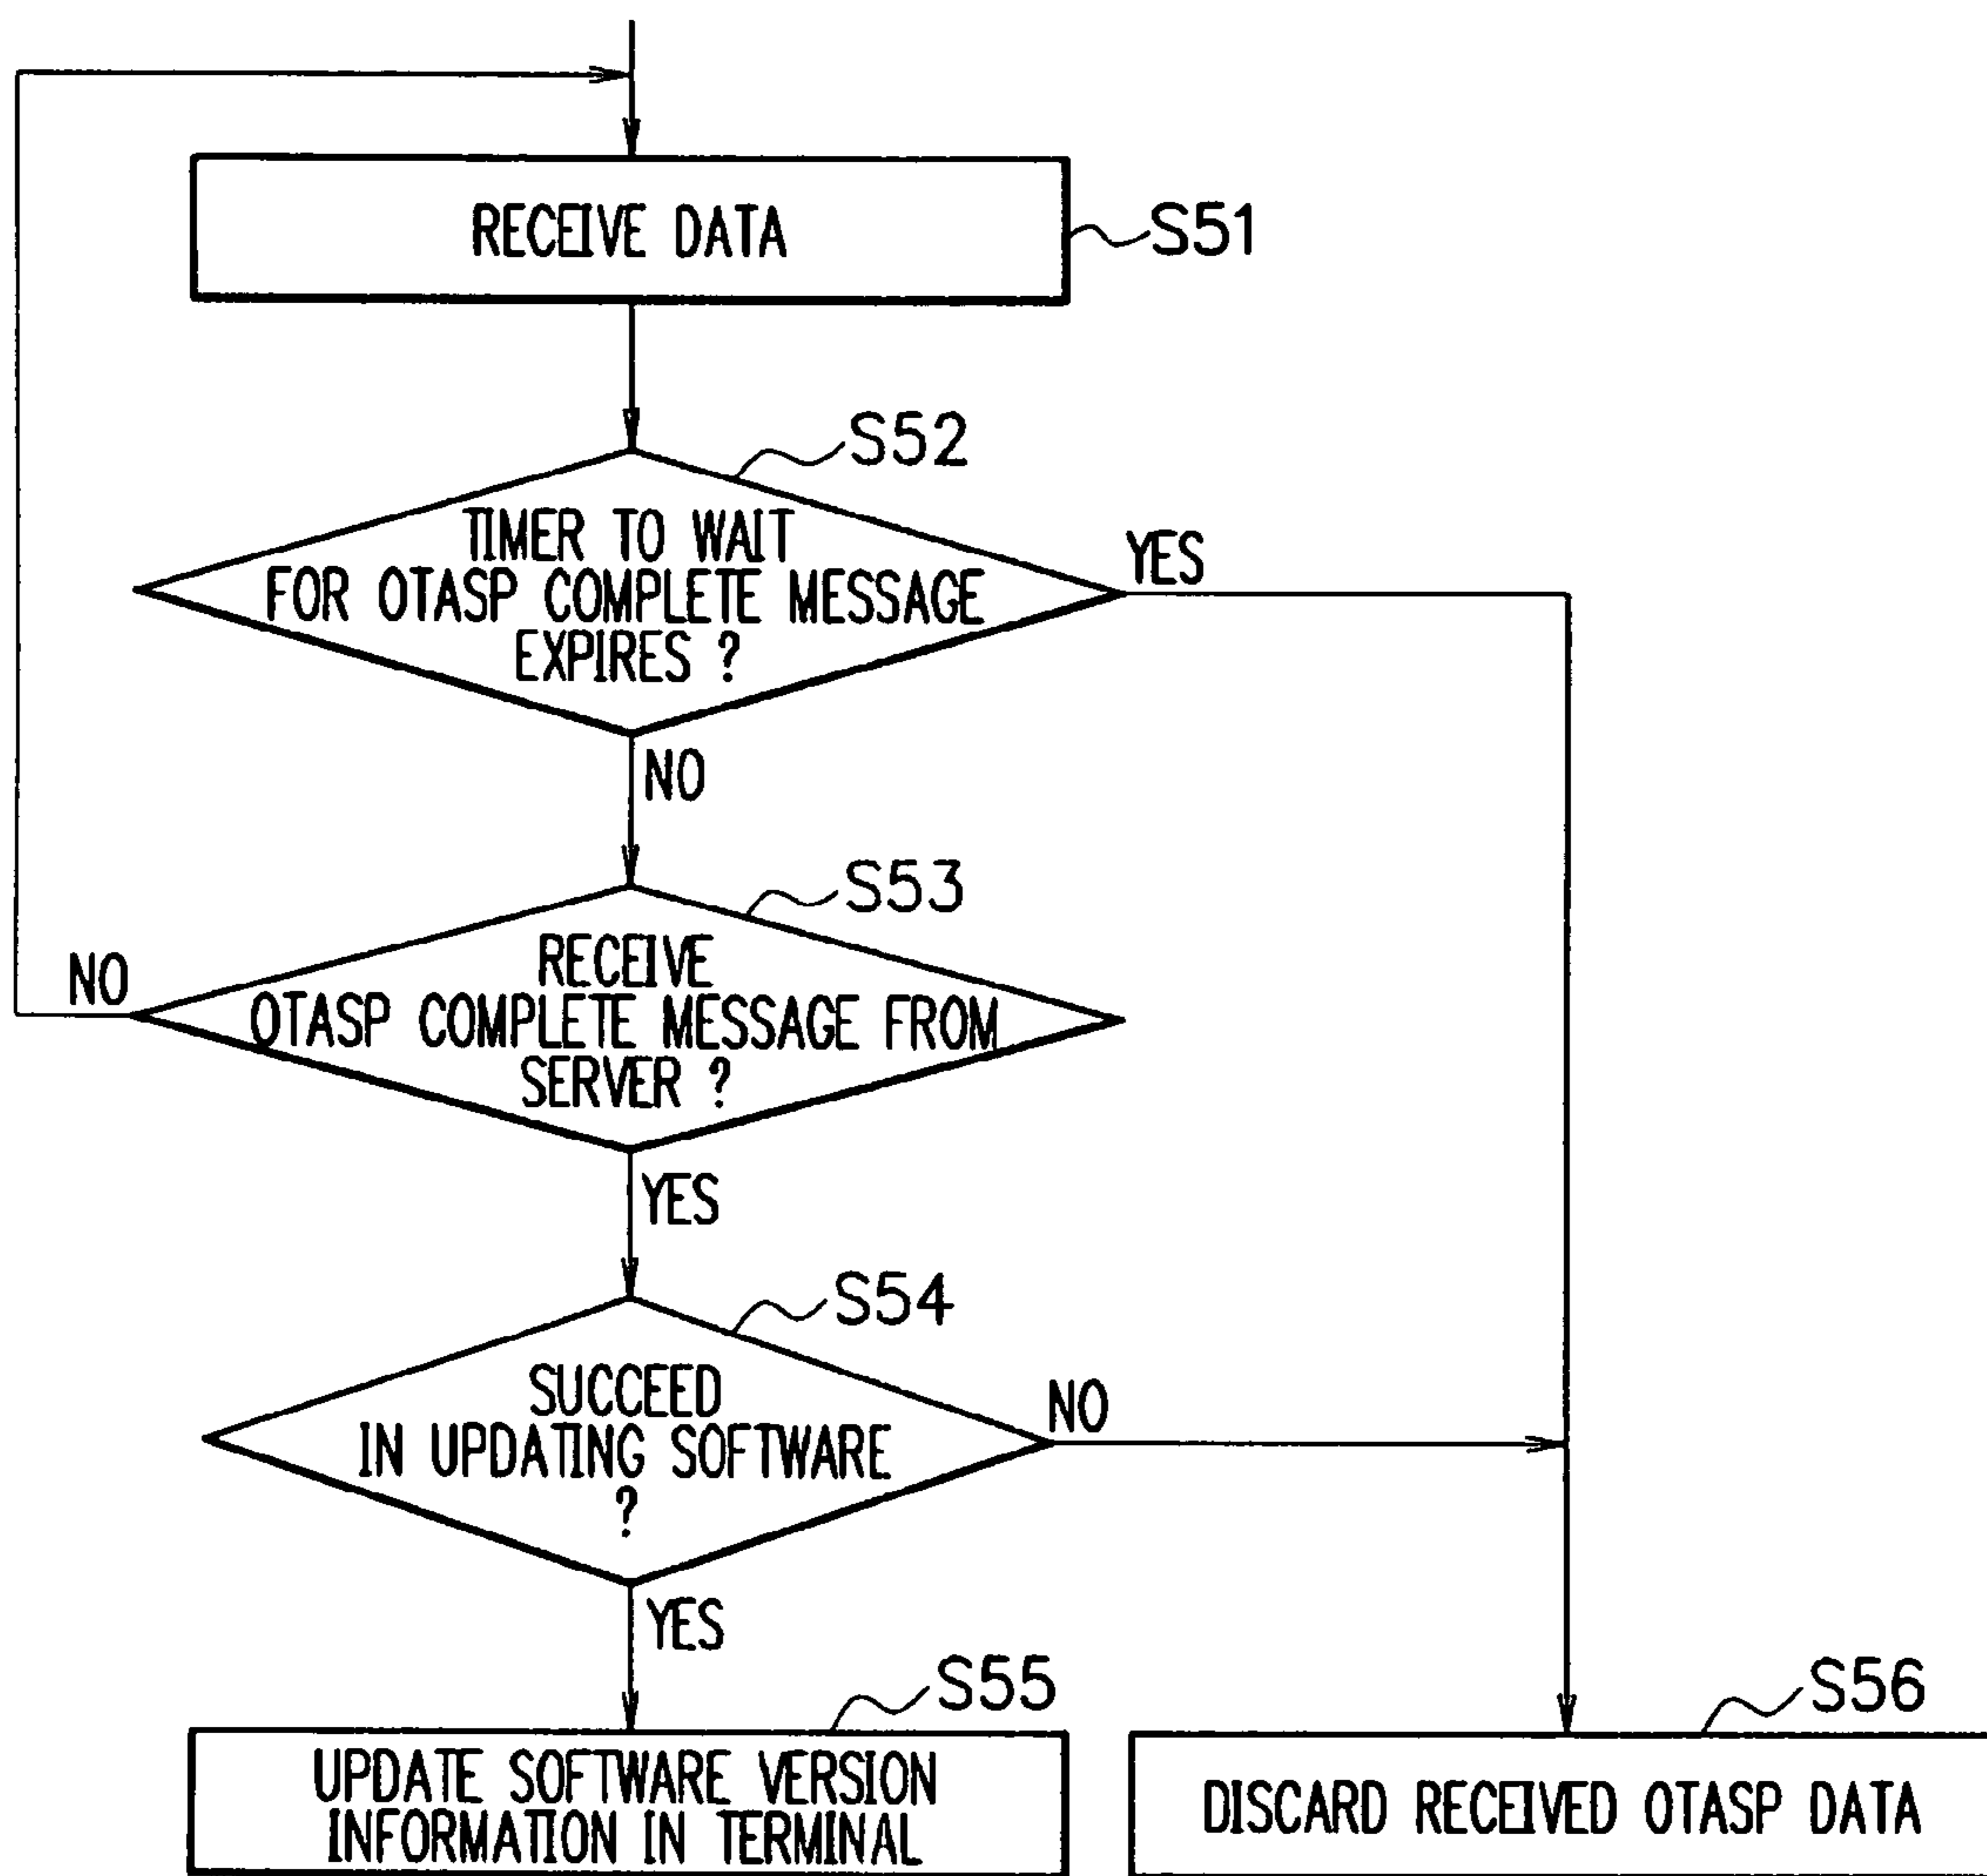 RECEIVE DATA
S51
S52
TIMER TO WAIT
FOR OTASP COMPLETE MESSAGE
EXPIRES ?
YES
NO
S53
RECEIVE
OTASP COMPLETE MESSAGE FROM
SERVER ?
NO
YES
S54
SUCCEED
IN UPDATING SOFTWARE
?
NO
YES
S55
UPDATE SOFTWARE VERSION
INFORMATION IN TERMINAL
S56
DISCARD RECEIVED OTASP DATA